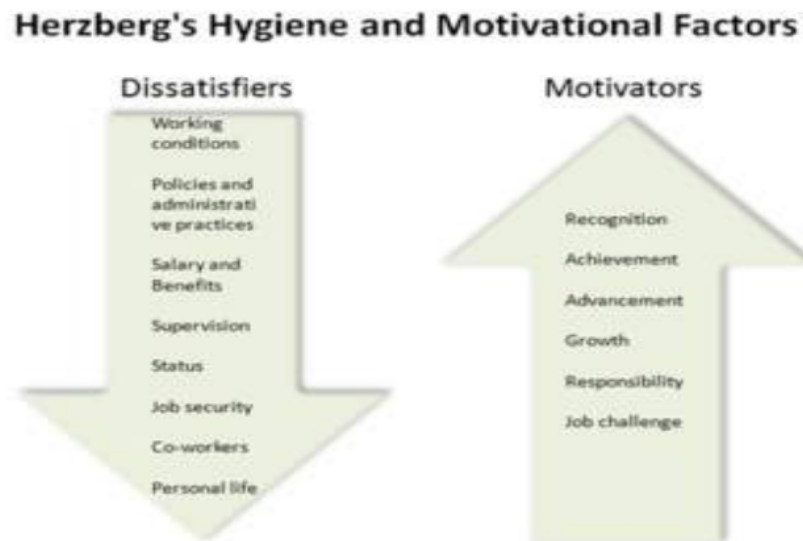 Herzberg's Hygiene and Motivational Factors
Dissatisfiers
Working
conditions
Policies and
administrati
ve practices
Salary and
Benefits
Supervision
Status
Job security
Co-workers
Personal life
Motivators
Recognition
Achievement
Advancement
Growth
Responsibility
Job challenge